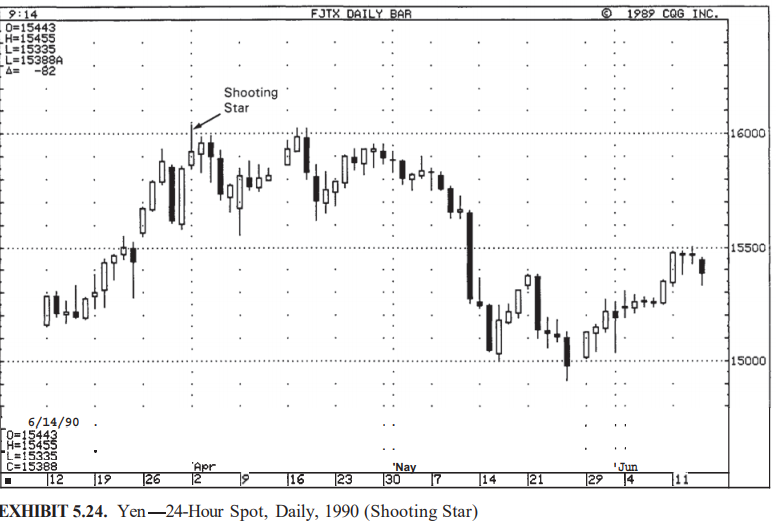 9:14 FJTX DAILY BAR © 1989 CQG INC.
O=15443
H=15455
L=15335
L=15388A
Δ= -82
Shooting
Star
16000
15500
15000
6/14/90
O=15443
H=15455
L=15335
C=15388
'Apr 'Nay 'Jun
12 19 26 2 9 16 23 30 7 14 21 29 4 11
EXHIBIT 5.24. Yen—24-Hour Spot, Daily, 1990 (Shooting Star)